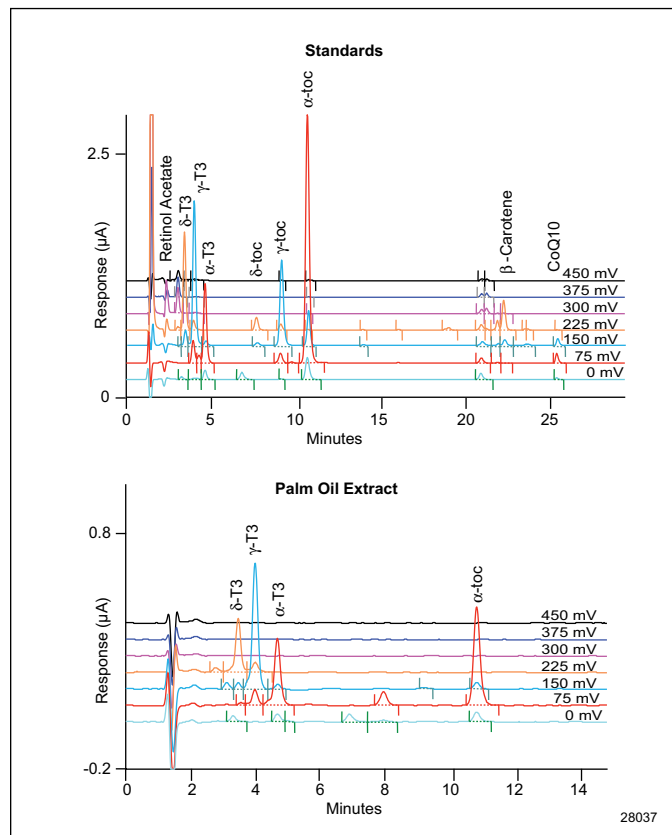 Standards
Retinol Acetate
δ-T3
γ-T3
α-T3
δ-toc
γ-toc
α-toc
β-Carotene
CoQ10
2.5
Response (µA)
450 mV
375 mV
300 mV
225 mV
150 mV
75 mV
0 mV
0
0 5 10 15 20 25
Minutes
Palm Oil Extract
0.8
δ-T3
γ-T3
α-T3
α-toc
Response (µA)
450 mV
375 mV
300 mV
225 mV
150 mV
75 mV
0 mV
-0.2
0 2 4 6 8 10 12 14
Minutes
28037